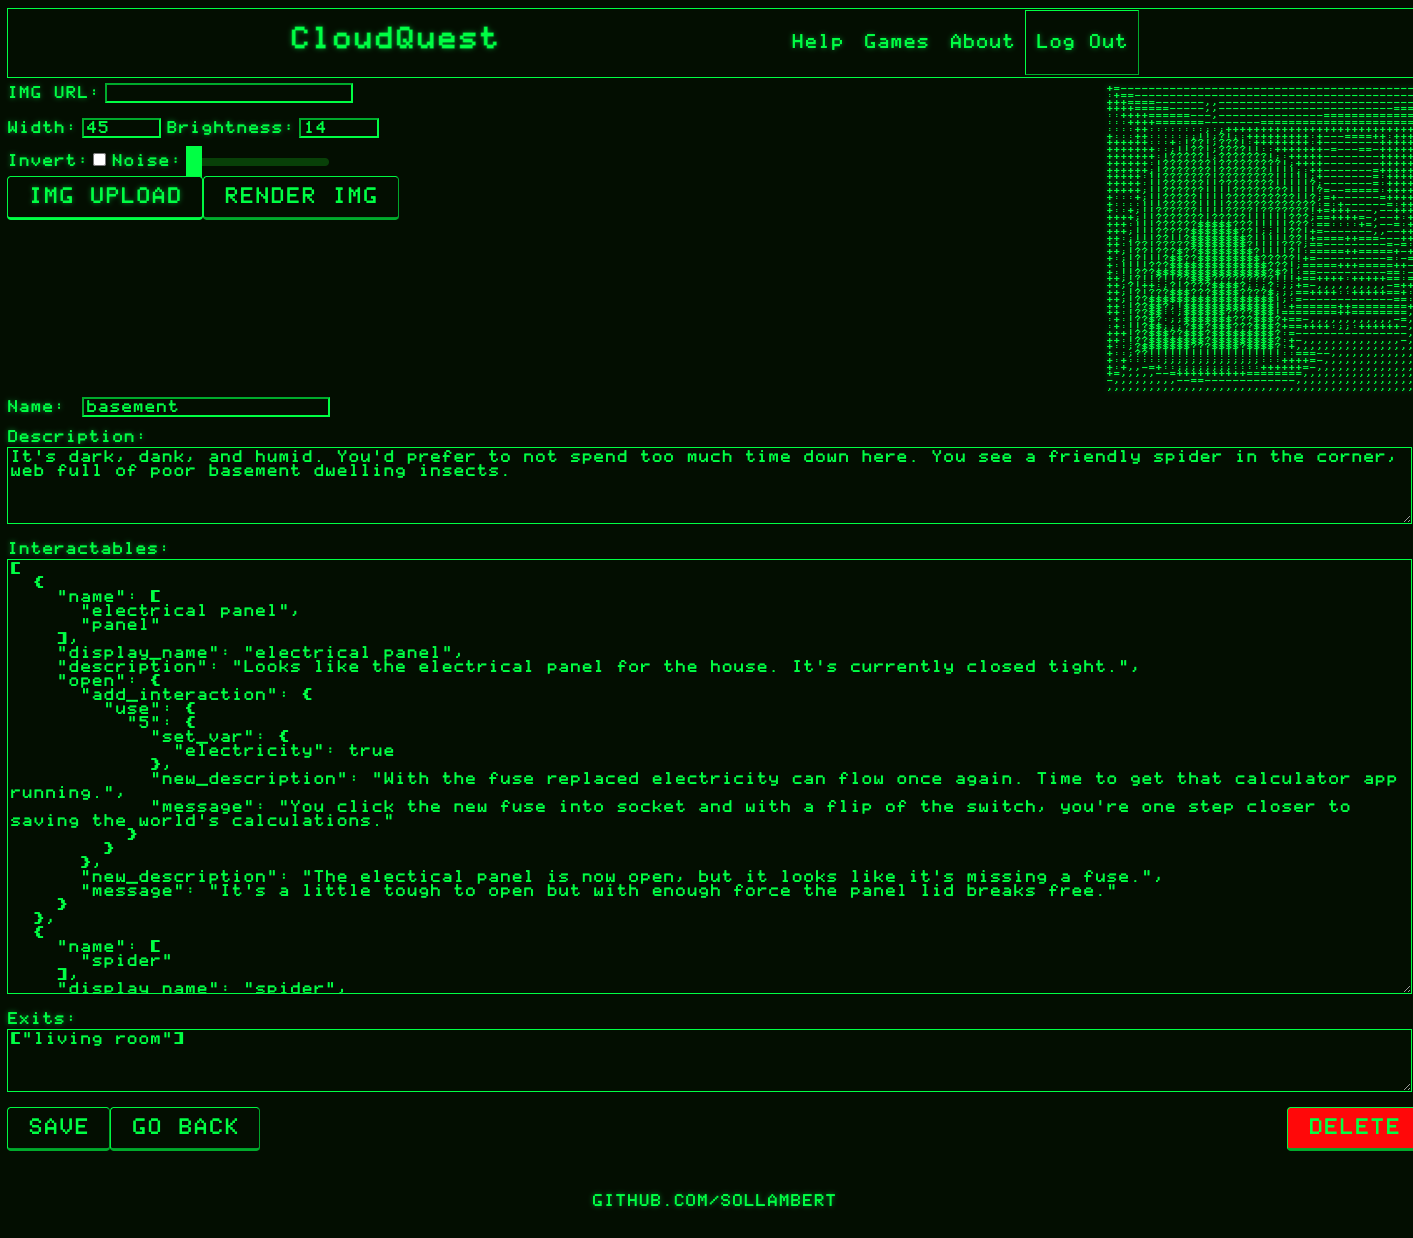 CloudQuest
Help Games About Log Out
IMG URL:
Width: 45 Brightness: 14
Invert: Noise:
IMG UPLOAD RENDER IMG
Name: basement
Description:
It's dark, dank, and humid. You'd prefer to not spend too much time down here. You see a friendly spider in the corner,
web full of poor basement dwelling insects.
Interactables:
[
  {
    "name": [
      "electrical panel",
      "panel"
    ],
    "display_name": "electrical panel",
    "description": "Looks like the electrical panel for the house. It's currently closed tight.",
    "open": {
      "add_interaction": {
        "use": {
          "5": {
            "set_var": {
              "electricity": true
            },
            "new_description": "With the fuse replaced electricity can flow once again. Time to get that calculator app
running.",
            "message": "You click the new fuse into socket and with a flip of the switch, you're one step closer to
saving the world's calculations."
          }
        }
      },
      "new_description": "The electical panel is now open, but it looks like it's missing a fuse.",
      "message": "It's a little tough to open but with enough force the panel lid breaks free."
    }
  },
  {
    "name": [
      "spider"
    ],
    "display_name": "spider",
Exits:
["living room"]
SAVE GO BACK DELETE
GITHUB.COM/SOLLAMBERT